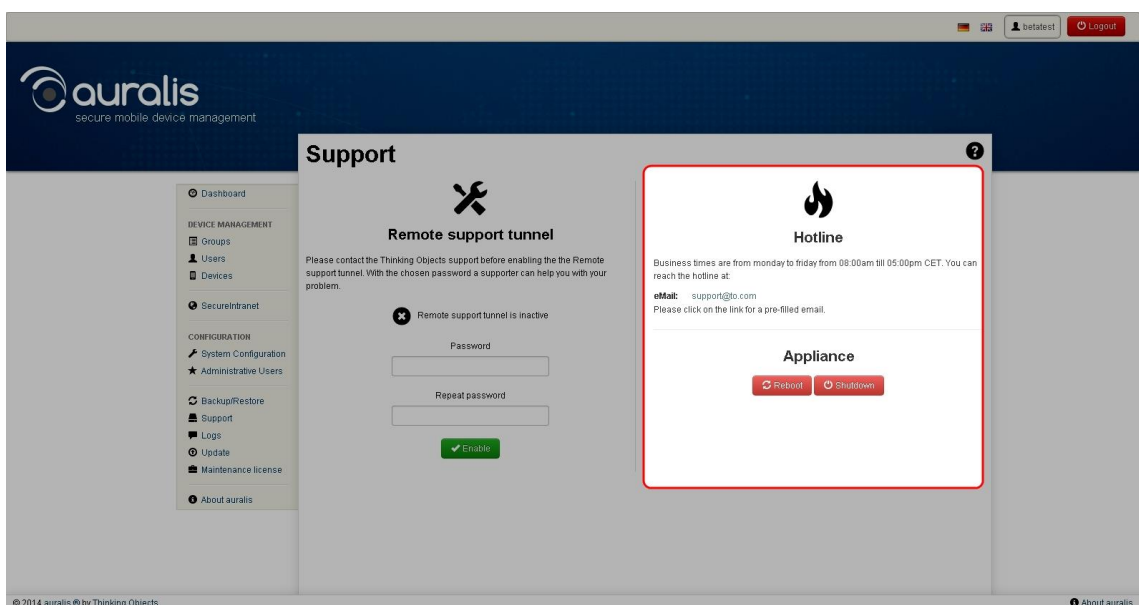 betatest
Logout
auralis
secure mobile device management
Support
Dashboard
DEVICE MANAGEMENT
Groups
Users
Devices
SecureIntranet
CONFIGURATION
System Configuration
Administrative Users
Backup/Restore
Support
Logs
Update
Maintenance license
About auralis
Remote support tunnel
Please contact the Thinking Objects support before enabling the the Remote
support tunnel. With the chosen password a supporter can help you with your
problem.
Remote support tunnel is inactive
Password
Repeat password
Enable
Hotline
Business times are from monday to friday from 08:00am till 05:00pm CET. You can
reach the hotline at:
eMail: support@to.com
Please click on the link for a pre-filled email.
Appliance
Reboot Shutdown
© 2014 auralis ® by Thinking Objects
About auralis